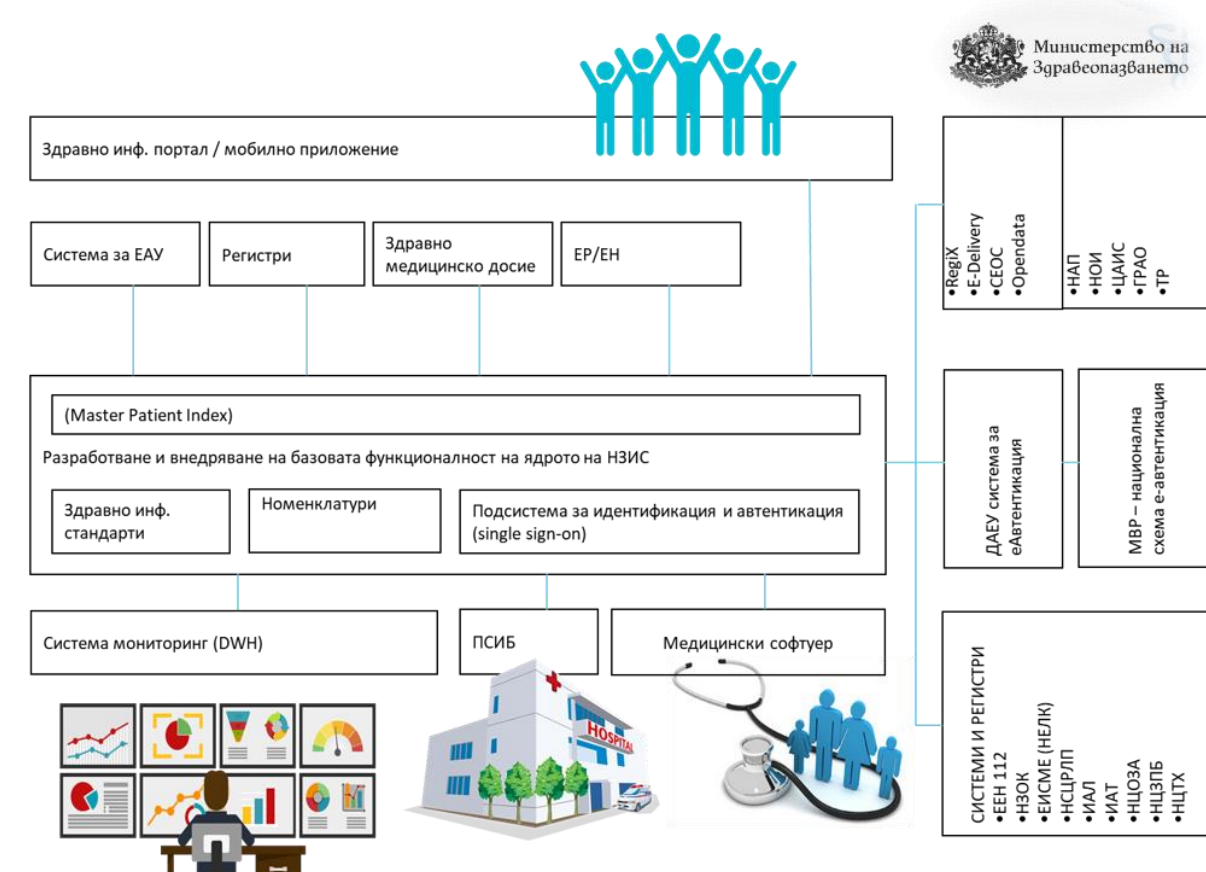 Министерство на
Здравеопазването
Здравно инф. портал / мобилно приложение
Система за ЕАУ
Регистри
Здравно
медицинско досие
ЕР/ЕН
•RegiX
•E-Delivery
•СЕОС
•Opendata
•НАП
•НОИ
•ЦАИС
•ГРАО
•ТР
(Master Patient Index)
Разработване и внедряване на базовата функционалност на ядрото на НЗИС
Здравно инф.
стандарти
Номенклатури
Подсистема за идентификация и автентикация
(single sign-on)
ДАЕУ система за
еАвтентикация
МВР – национална
схема е-автентикация
Система мониторинг (DWH)
ПСИБ
Медицински софтуер
HOSPITAL
СИСТЕМИ И РЕГИСТРИ
•ЕЕН 112
•НЗОК
•ЕИСМЕ (НЕЛК)
•НСЦРЛП
•ИАЛ
•ИАТ
•НЦОЗА
•НЦЗПБ
•НЦТХ